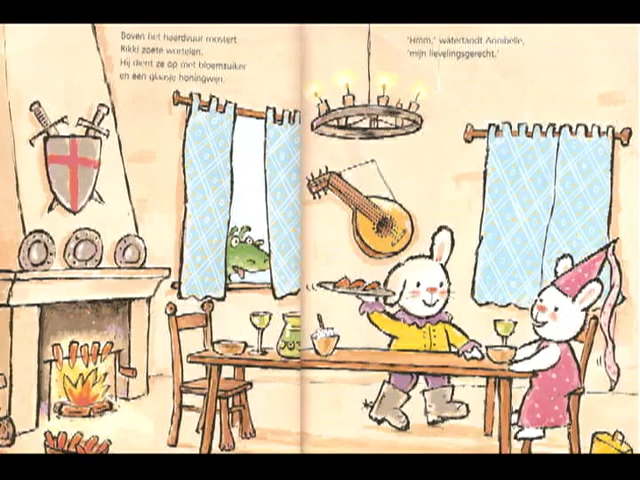 Boven het haardvuur roostert
Rikki zoete wortelen.
Hij dient ze op met bloemsuiker
en een glaasje honingwijn.
'Hmm,' watertandt Annabelle,
'mijn lievelingsgerecht.'